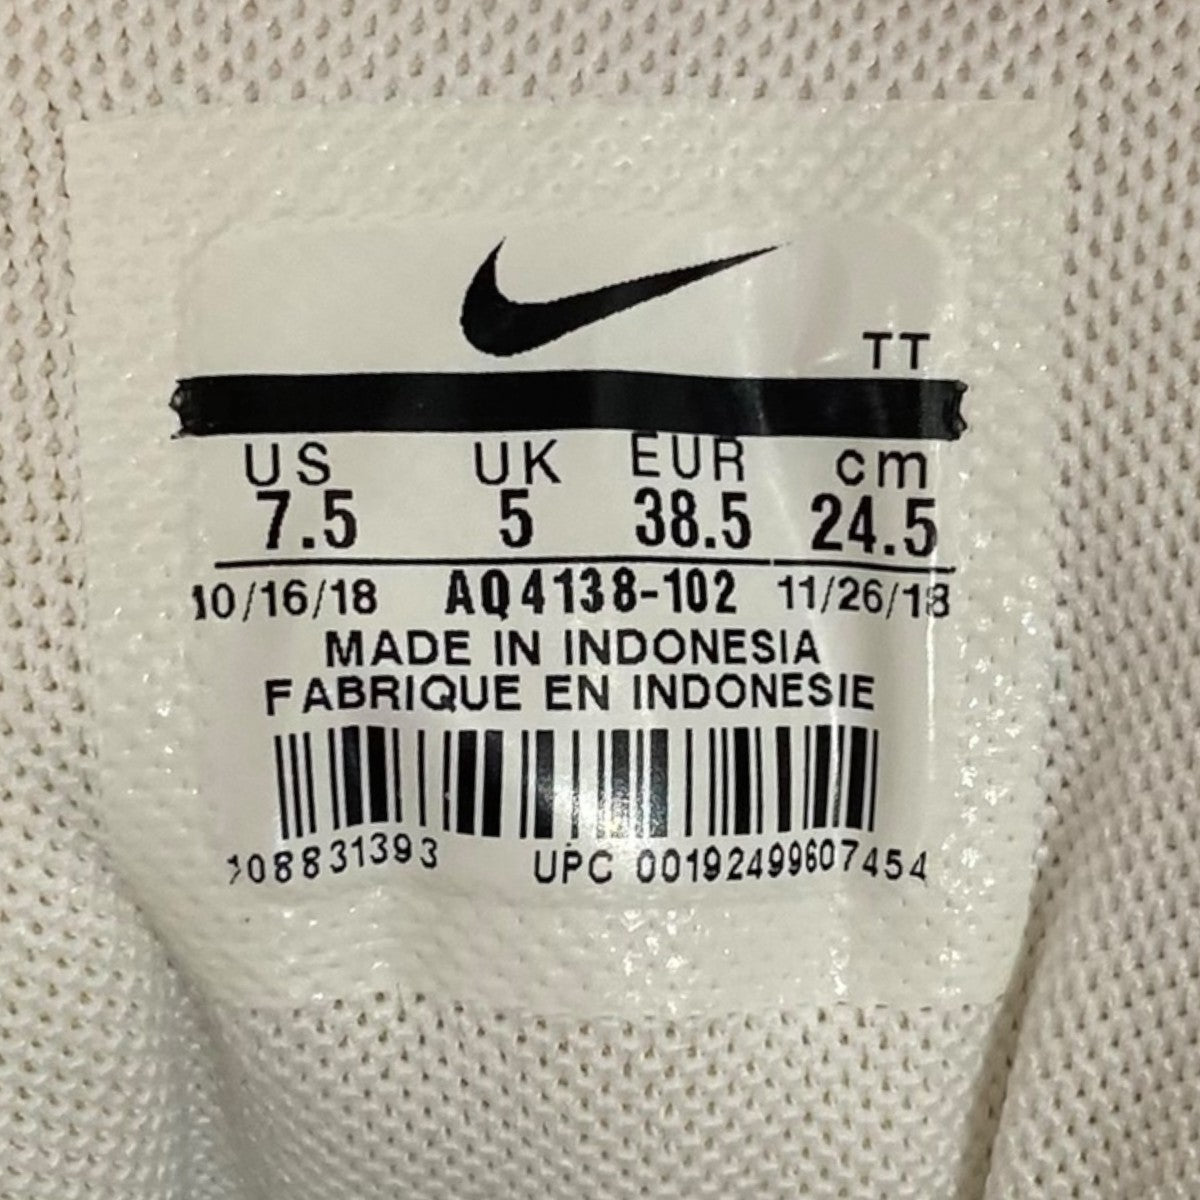 TT
US UK EUR cm
7.5 5 38.5 24.5
10/16/18 AQ4138-102 11/26/18
MADE IN INDONESIA
FABRIQUE EN INDONESIE
UPC 00192499607454